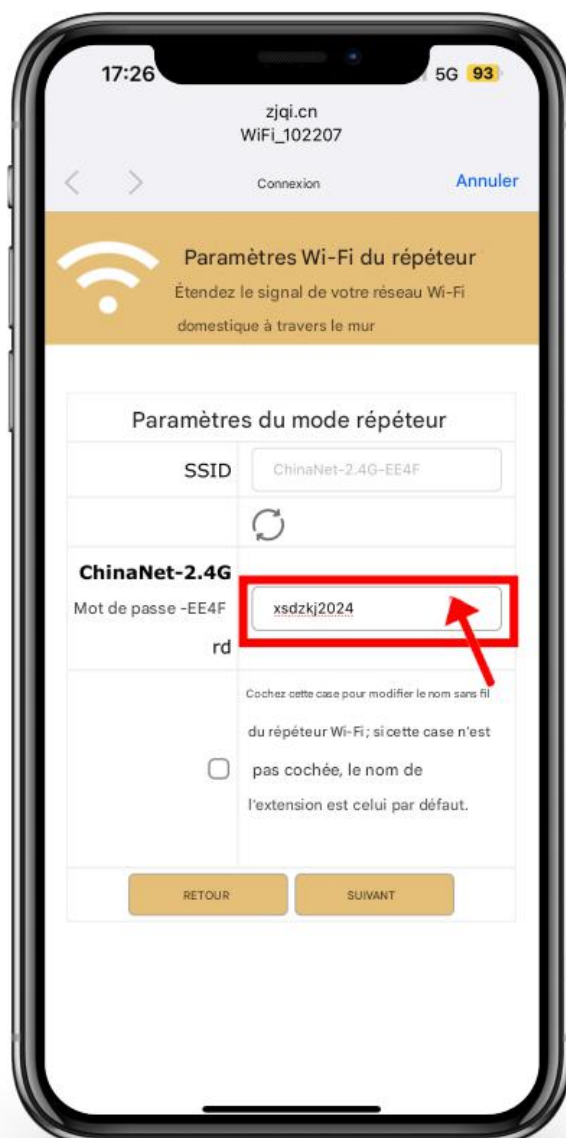 17:26
5G 93
zjqi.cn
WiFi_102207
Connexion
Annuler
Paramètres Wi-Fi du répéteur
Étendez le signal de votre réseau Wi-Fi
domestique à travers le mur
Paramètres du mode répéteur
SSID
ChinaNet-2.4G-EE4F
ChinaNet-2.4G
Mot de passe -EE4F
rd
xsdzkj2024
Cochez cette case pour modifier le nom sans fil
du répéteur Wi-Fi; si cette case n'est
pas cochée, le nom de
l'extension est celui par défaut.
RETOUR
SUIVANT